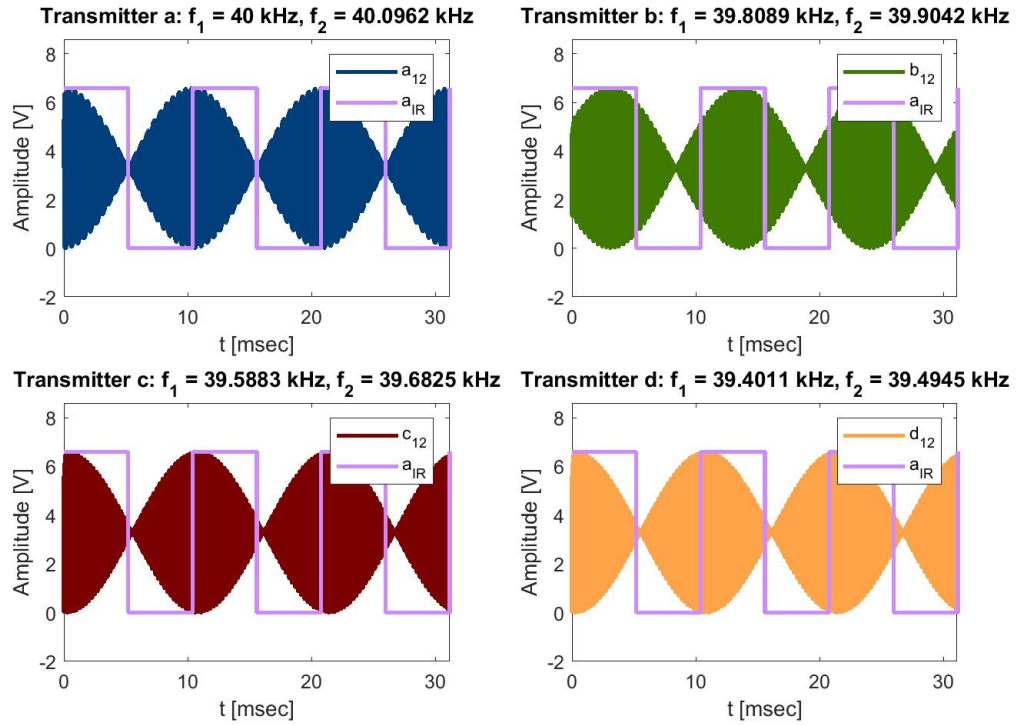 Transmitter a: f₁ = 40 kHz, f₂ = 40.0962 kHz
8
6
4
2
0
-2
Amplitude [V]
a₁₂
a_IR
0 10 20 30
t [msec]
Transmitter b: f₁ = 39.8089 kHz, f₂ = 39.9042 kHz
8
6
4
2
0
-2
Amplitude [V]
b₁₂
a_IR
0 10 20 30
t [msec]
Transmitter c: f₁ = 39.5883 kHz, f₂ = 39.6825 kHz
8
6
4
2
0
-2
Amplitude [V]
c₁₂
a_IR
0 10 20 30
t [msec]
Transmitter d: f₁ = 39.4011 kHz, f₂ = 39.4945 kHz
8
6
4
2
0
-2
Amplitude [V]
d₁₂
a_IR
0 10 20 30
t [msec]